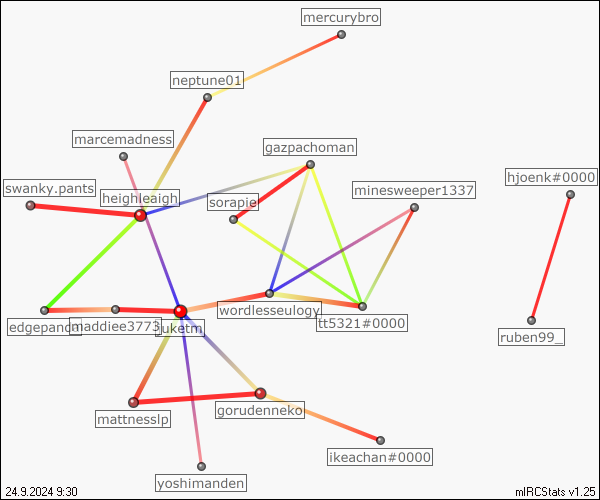 mercurybro
neptune01
marcemadness
gazpachoman
hjoenk#0000
swanky.pants
heighleaigh
sorapie
minesweeper1337
edgepanda
maddiee3773
juketm
wordlesseulogy
tt5321#0000
ruben99_
mattnesslp
gorudenneko
ikeachan#0000
yoshimanden
24.9.2024 9:30
mIRCStats v1.25